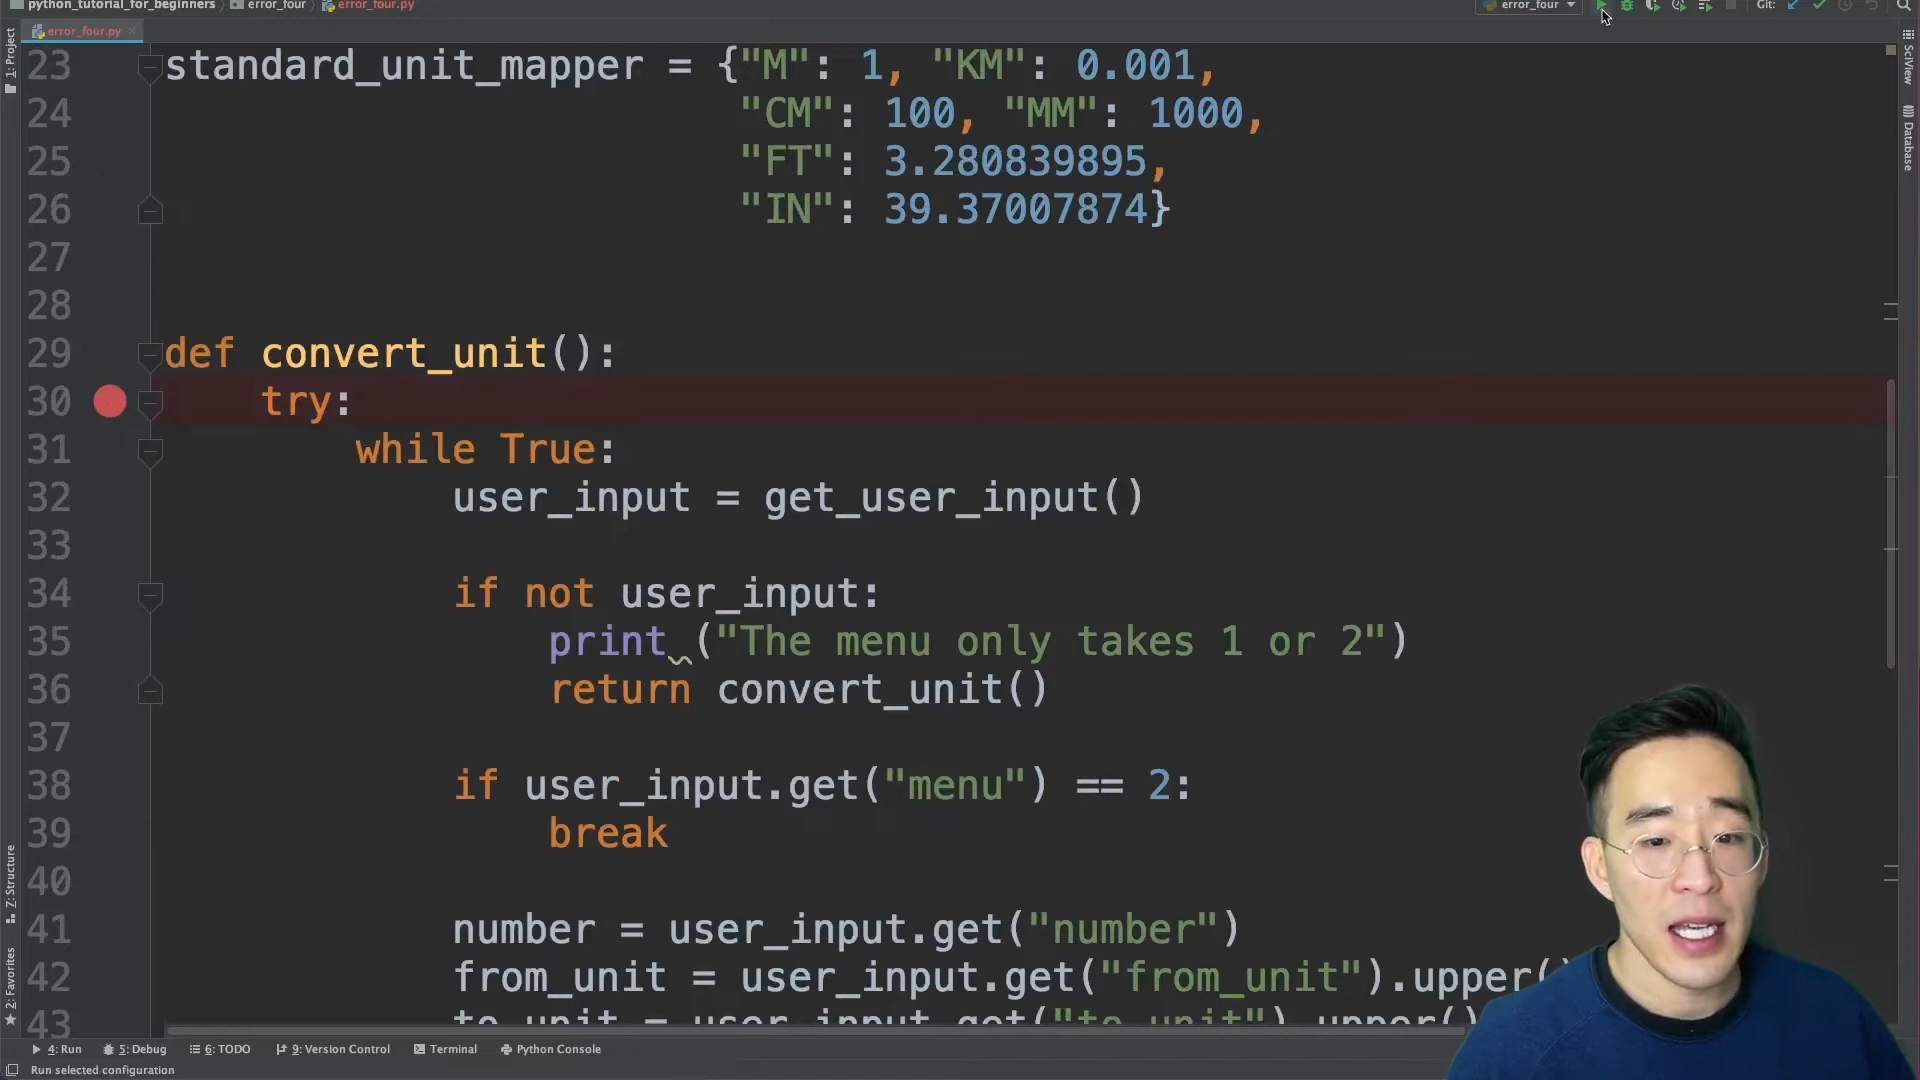 python_tutorial_for_beginners error_four error_four.py error_four Git:
error_four.py
1: Project
SciView
Database
23 standard_unit_mapper = {"M": 1, "KM": 0.001,
24 "CM": 100, "MM": 1000,
25 "FT": 3.280839895,
26 "IN": 39.37007874}
27
28
29 def convert_unit():
30 try:
31 while True:
32 user_input = get_user_input()
33
34 if not user_input:
35 print ("The menu only takes 1 or 2")
36 return convert_unit()
37
38 if user_input.get("menu") == 2:
39 break
40
41 number = user_input.get("number")
42 from_unit = user_input.get("from_unit").upper()
43 to_unit = user_input.get("to_unit").upper()
Z: Structure
2: Favorites
4: Run 5: Debug 6: TODO 9: Version Control Terminal Python Console
Run selected configuration